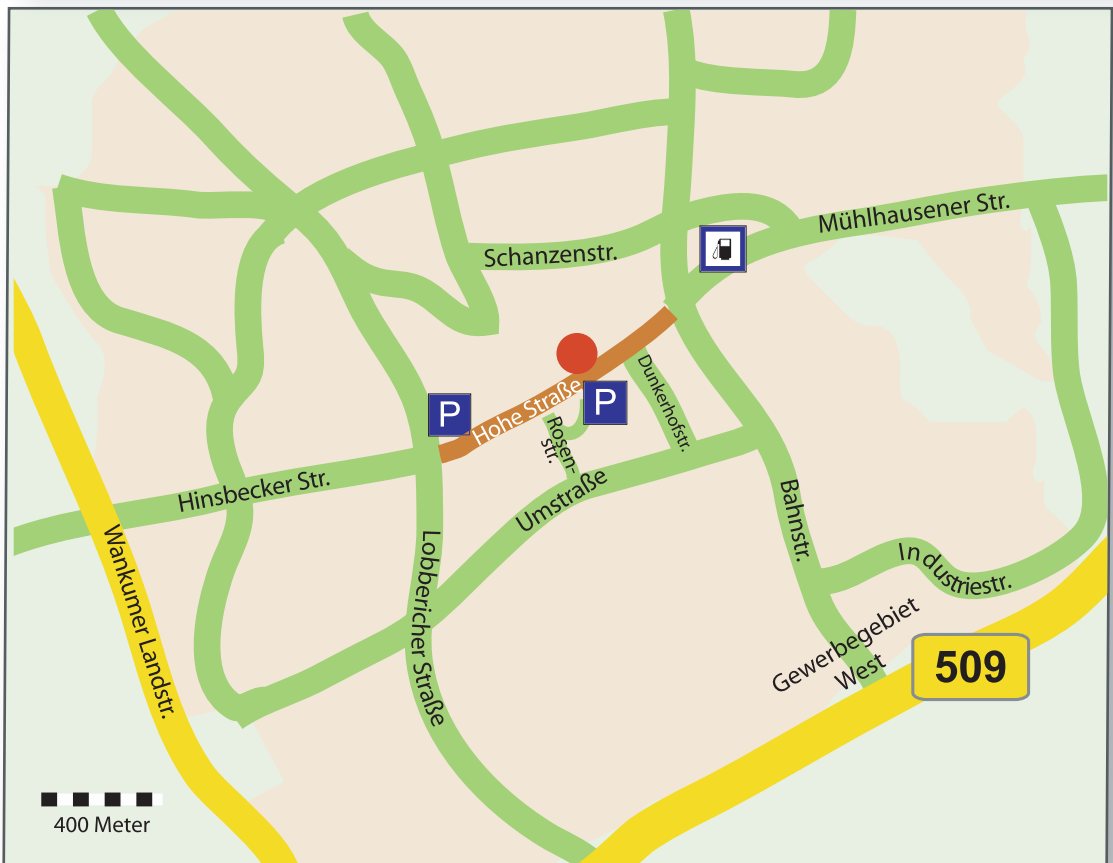 Mühlhausener Str.
Schanzenstr.
Dunkerhofstr.
P
P
Hohe Straße
Rosen-
str.
Hinsbecker Str.
Umstraße
Bahnstr.
Lobbericher Straße
Wankumer Landstr.
Industriestr.
Gewerbegebiet
West
509
400 Meter